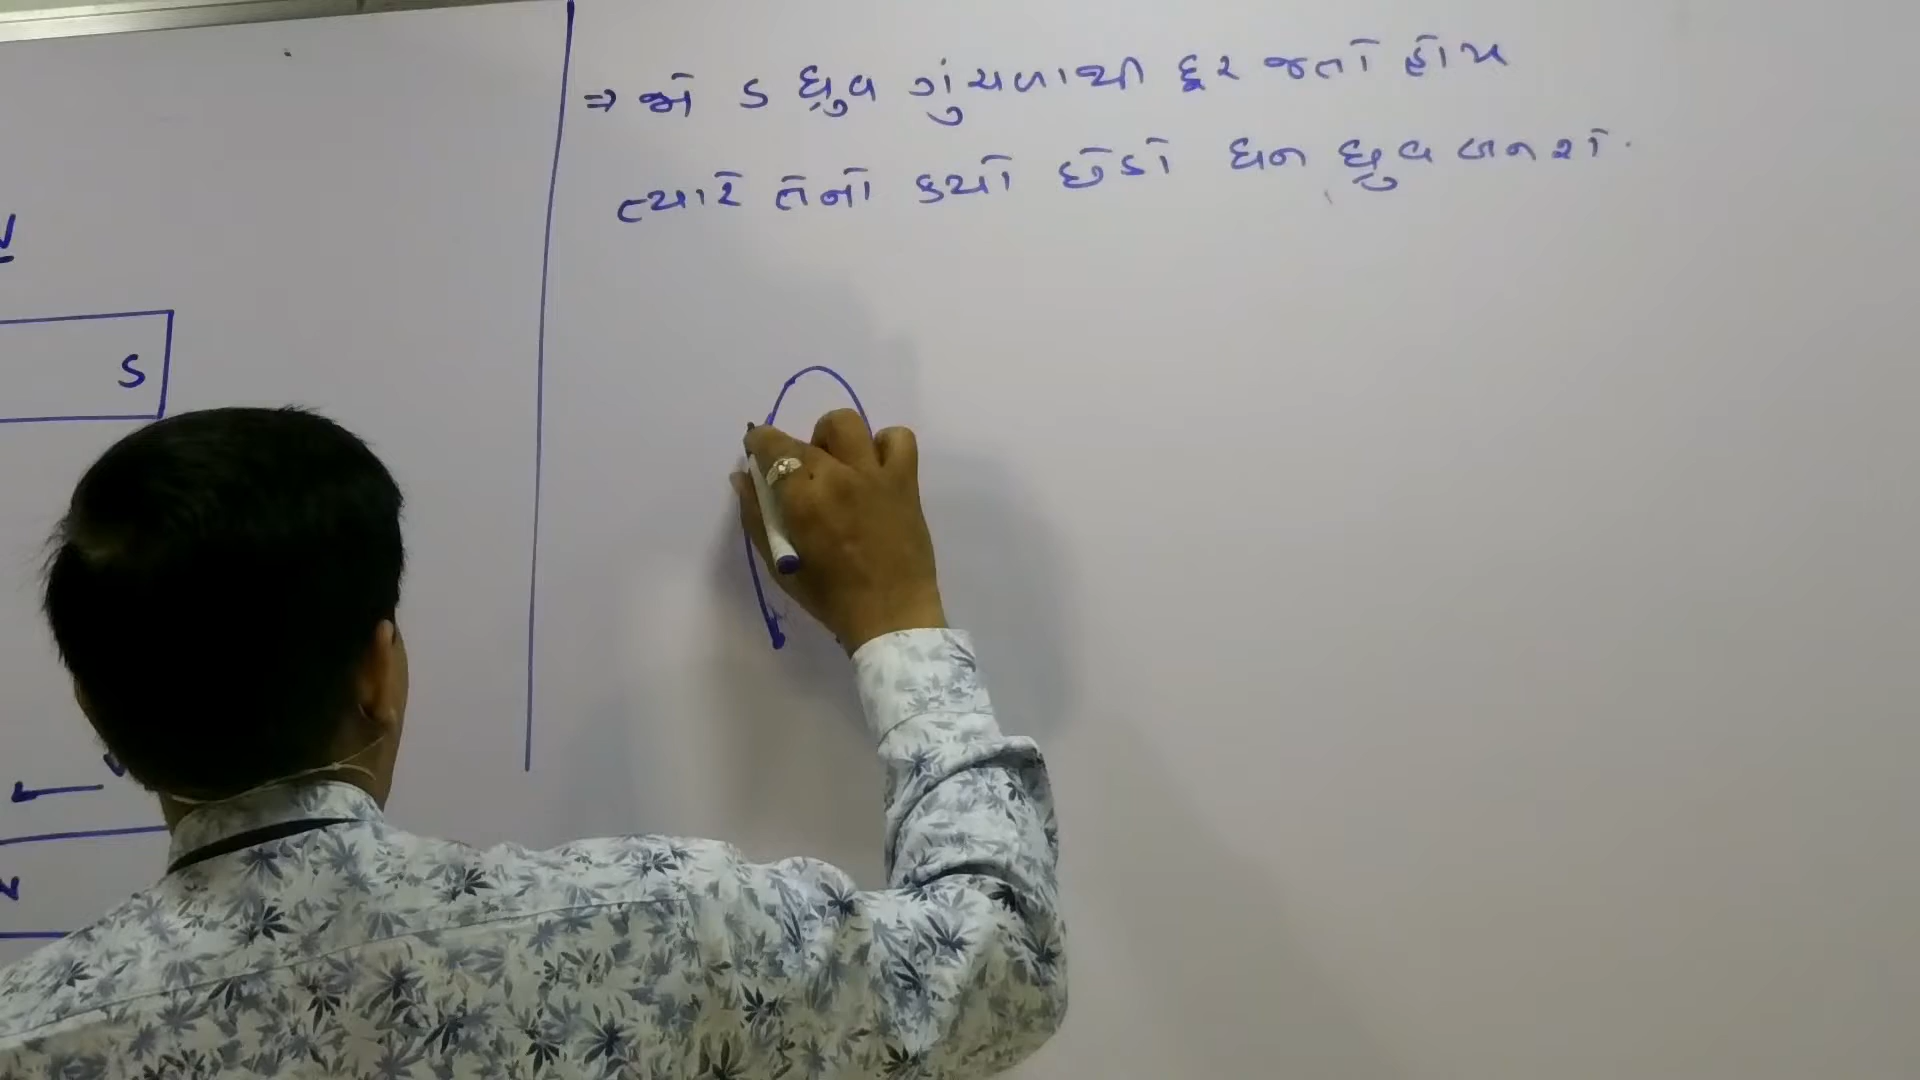 ⇒ જો S ધ્રુવ ગુંચળાથી દૂર જતો હોય
ત્યારે તેનો કયો છેડો ધન ધ્રુવ બનશે.
S
N